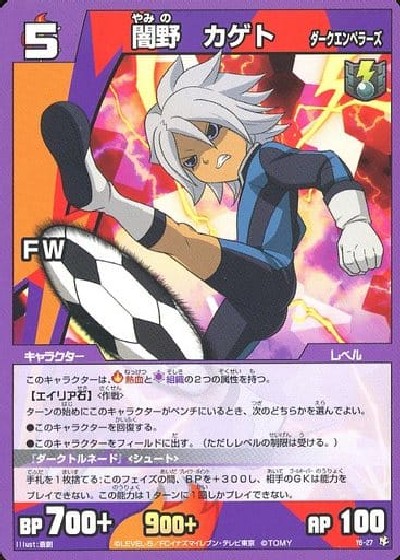 5
やみの
闇野 カゲト ダークエンペラーズ
FW
キャラクター レベル
このキャラクターは、熱血と組織の2つの属性を持つ。
【エイリア石】<作戦>
ターンの始めにこのキャラクターがベンチにいるとき、次のどちらかを選んでよい。
●このキャラクターを回復する。
●このキャラクターをフィールドに出す。(ただしレベルの制限は受ける。)
『ダークトルネード』<シュート>
手札を1枚捨てる:このフェイズの間、BPを+300し、相手のGKは能力を
プレイできない。この能力は1ターンに1回しかプレイできない。
BP 700+ 900+ AP 100
©LEVEL-5/FCイナズマイレブン・テレビ東京 ©TOMY